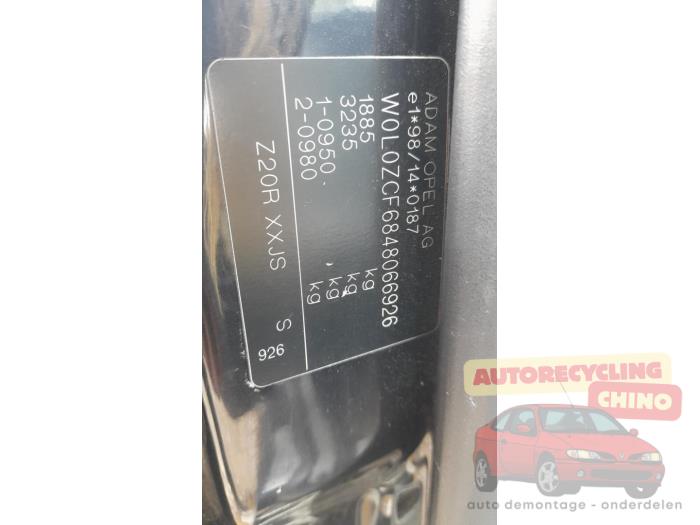 ADAM OPEL AG
e1*98/14*0187
W0L0ZCF6848066926
1885 kg
3235 kg
1-0950 kg
2-0980 kg
Z20R XXJS S
926
AUTORECYCLING
CHINO
auto demontage - onderdelen